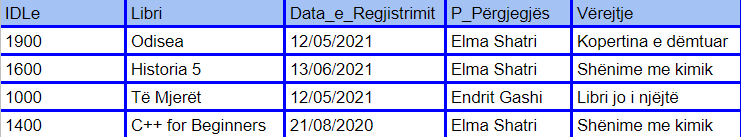 IDLe Libri Data_e_Regjistrimit P_Përgjegjës Vërejtje
1900 Odisea 12/05/2021 Elma Shatri Kopertina e dëmtuar
1600 Historia 5 13/06/2021 Elma Shatri Shënime me kimik
1000 Të Mjerët 12/05/2021 Endrit Gashi Libri jo i njëjtë
1400 C++ for Beginners 21/08/2020 Elma Shatri Shënime me kimik